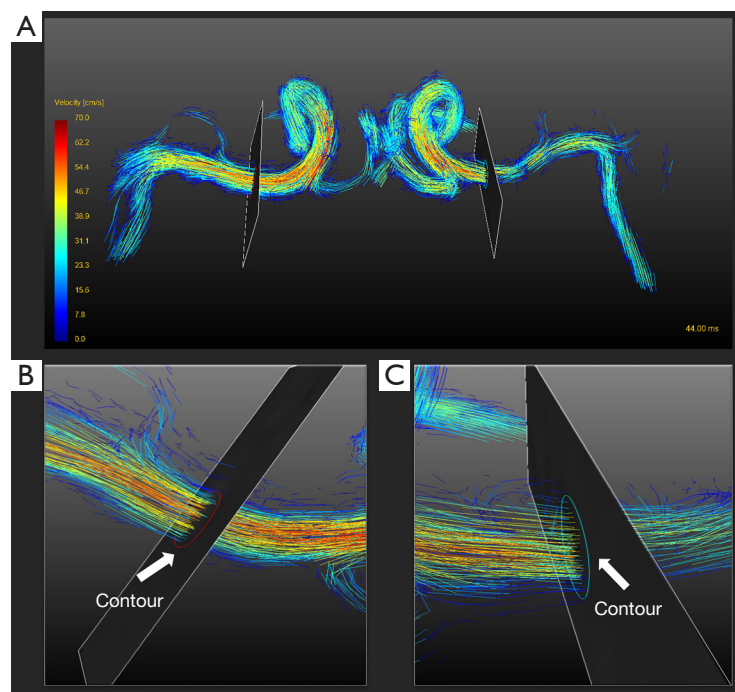 A
Velocity [cm/s]
70.0
62.2
54.4
46.7
38.9
31.1
23.3
15.6
7.8
0.0
44.00 ms
B
Contour
C
Contour